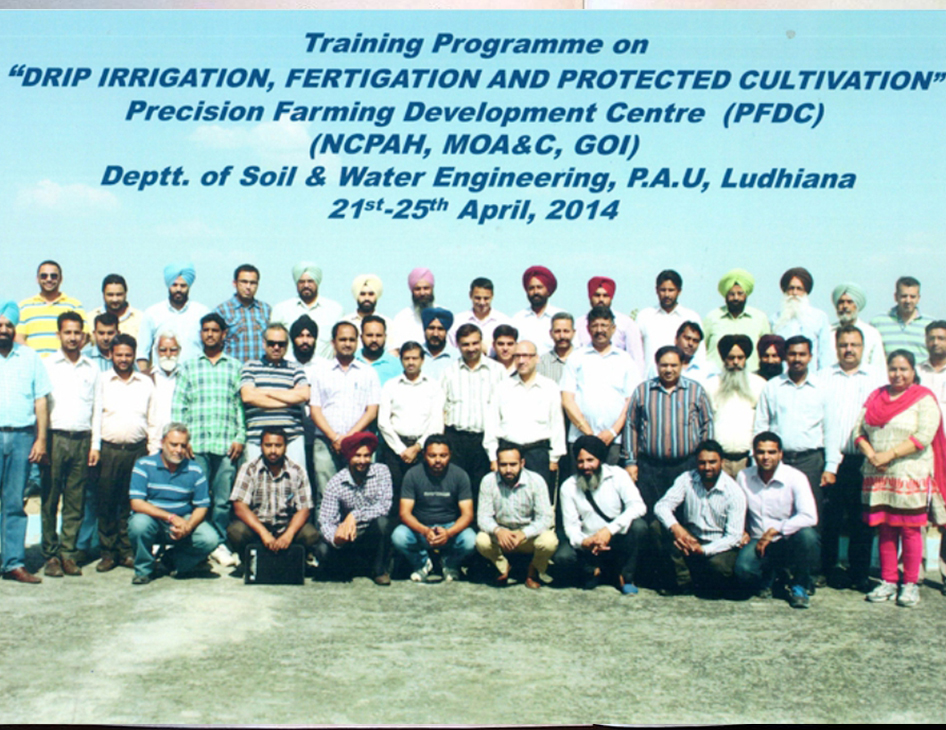 Training Programme on
“DRIP IRRIGATION, FERTIGATION AND PROTECTED CULTIVATION”
Precision Farming Development Centre (PFDC)
(NCPAH, MOA&C, GOI)
Deptt. of Soil & Water Engineering, P.A.U, Ludhiana
21st-25th April, 2014